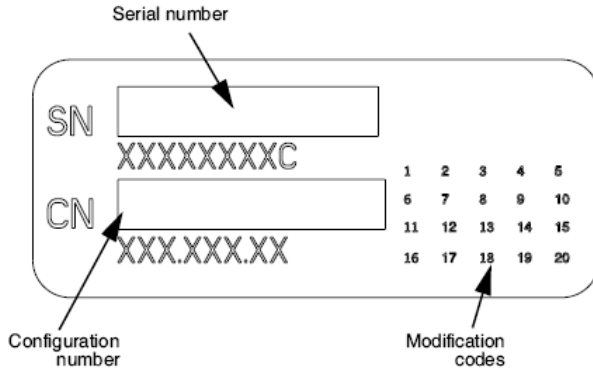 Serial number
SN
XXXXXXXXC
CN
XXX.XXX.XX
1 2 3 4 5
6 7 8 9 10
11 12 13 14 15
16 17 18 19 20
Configuration
number
Modification
codes